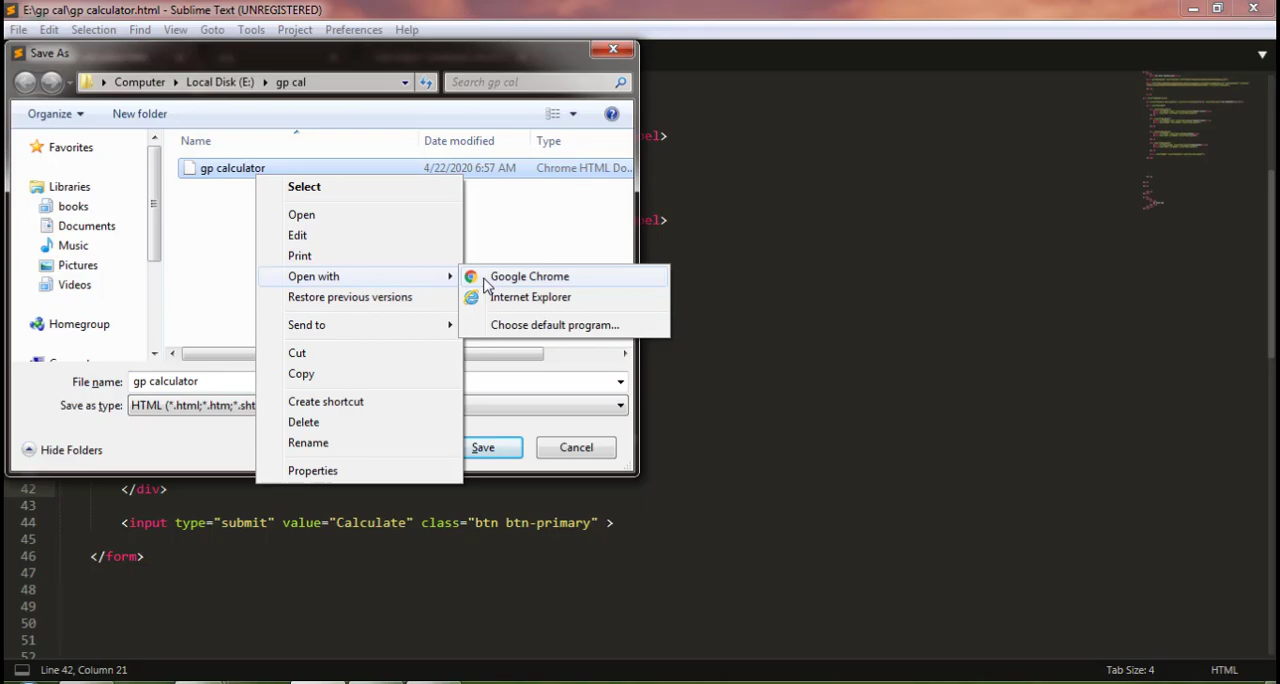 E:\gp cal\gp calculator.html - Sublime Text (UNREGISTERED)
File Edit Selection Find View Goto Tools Project Preferences Help
Save As
Computer Local Disk (E:) gp cal Search gp cal
Organize New folder
Name Date modified Type
Favorites
gp calculator 4/22/2020 6:57 AM Chrome HTML Do...
Libraries
books
Documents
Music
Pictures
Videos
Homegroup
Select
Open
Edit
Print
Open with
Restore previous versions
Send to
Cut
Copy
Create shortcut
Delete
Rename
Properties
Google Chrome
Internet Explorer
Choose default program...
File name: gp calculator
Save as type: HTML (*.html;*.htm;*.sht
Hide Folders Save Cancel
42 </div>
43
44 <input type="submit" value="Calculate" class="btn btn-primary" >
45
46 </form>
47
48
49
50
51
52
Line 42, Column 21 Tab Size: 4 HTML